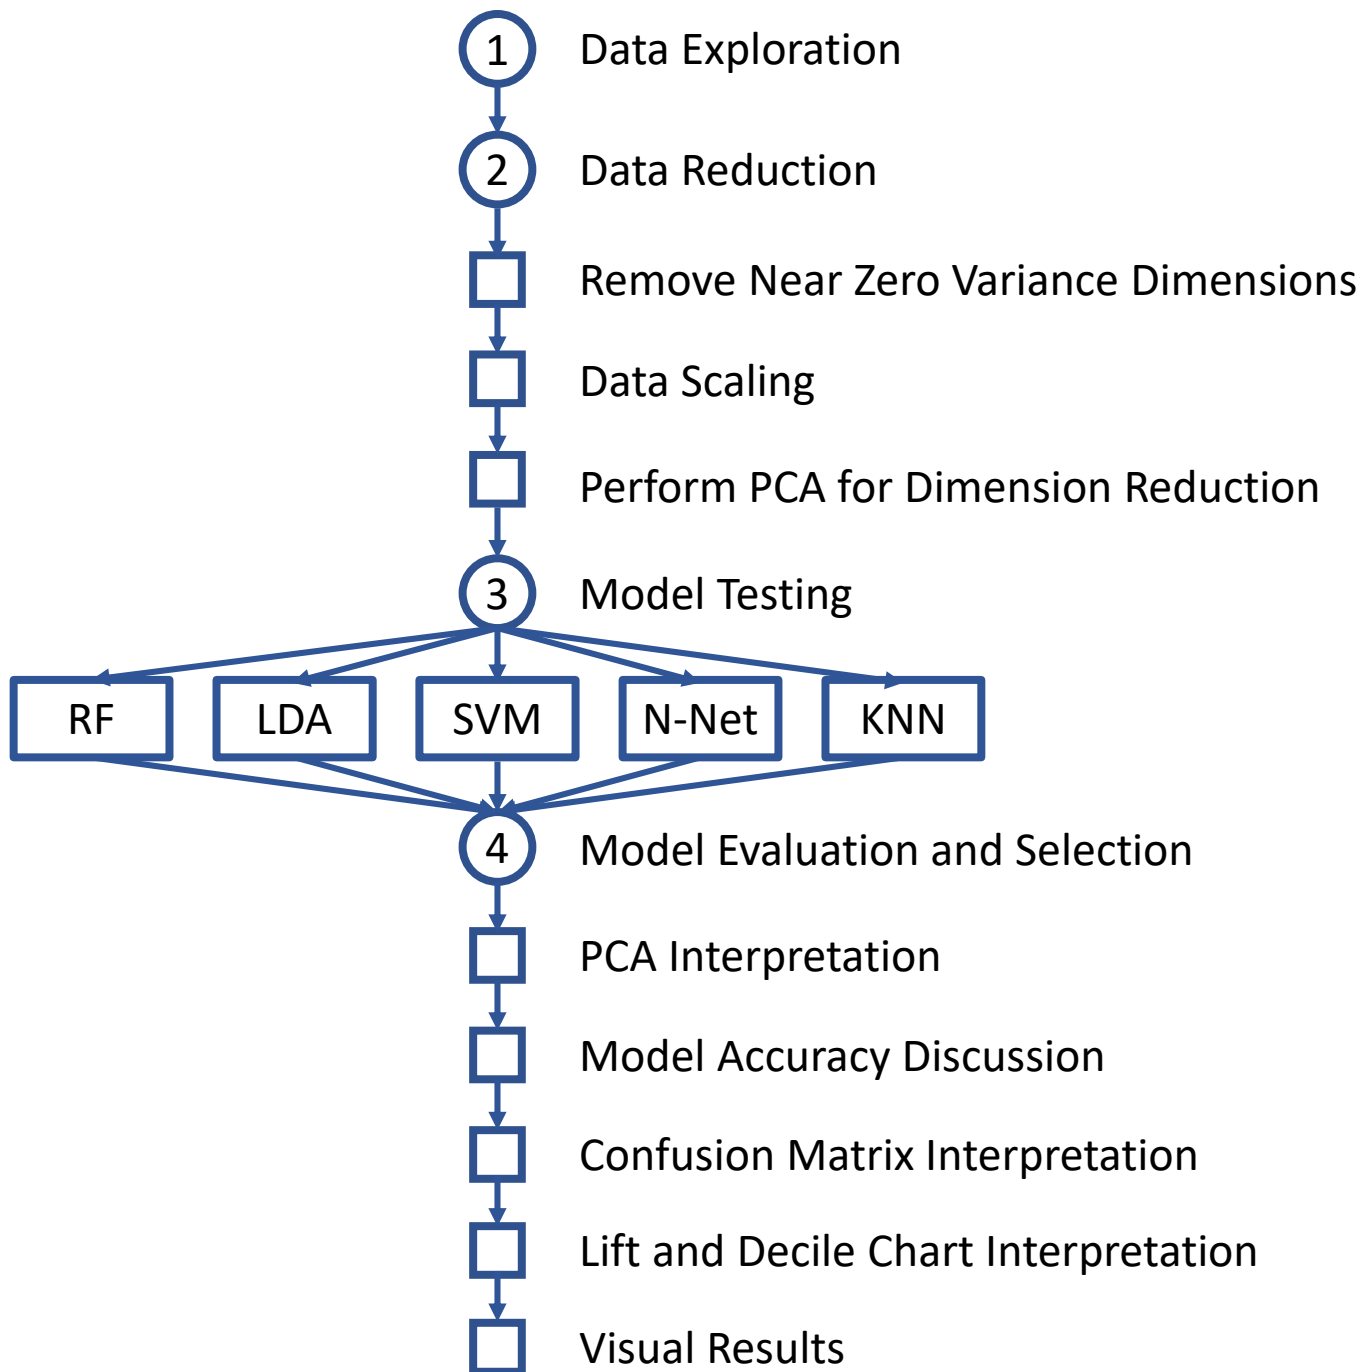 1 Data Exploration
2 Data Reduction
Remove Near Zero Variance Dimensions
Data Scaling
Perform PCA for Dimension Reduction
3 Model Testing
RF LDA SVM N-Net KNN
4 Model Evaluation and Selection
PCA Interpretation
Model Accuracy Discussion
Confusion Matrix Interpretation
Lift and Decile Chart Interpretation
Visual Results